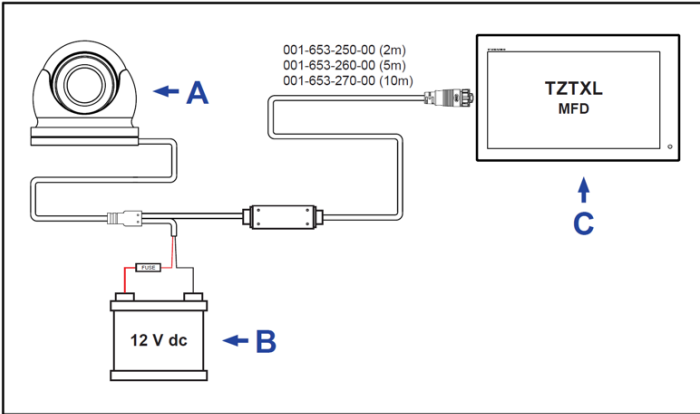 001-653-250-00 (2m)
001-653-260-00 (5m)
001-653-270-00 (10m)
A
TZTXL
MFD
C
FUSE
12 V dc
B